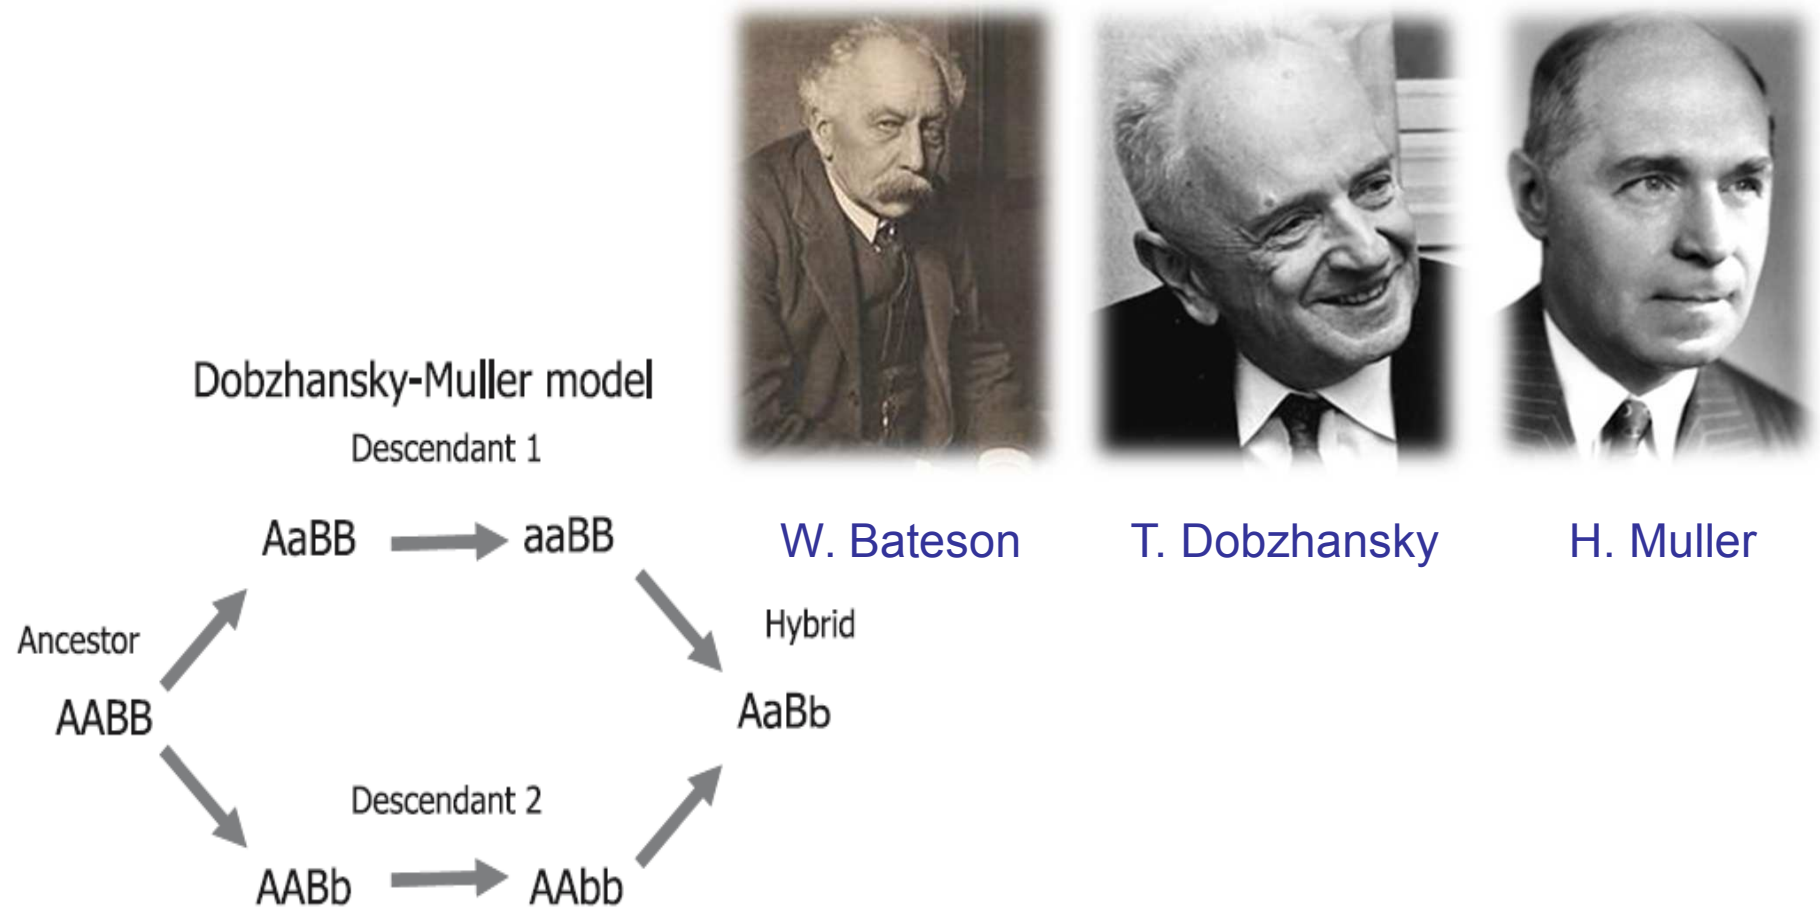 Dobzhansky-Muller model
Descendant 1
AaBB aaBB
W. Bateson T. Dobzhansky H. Muller
Ancestor
Hybrid
AABB
AaBb
Descendant 2
AABb AAbb